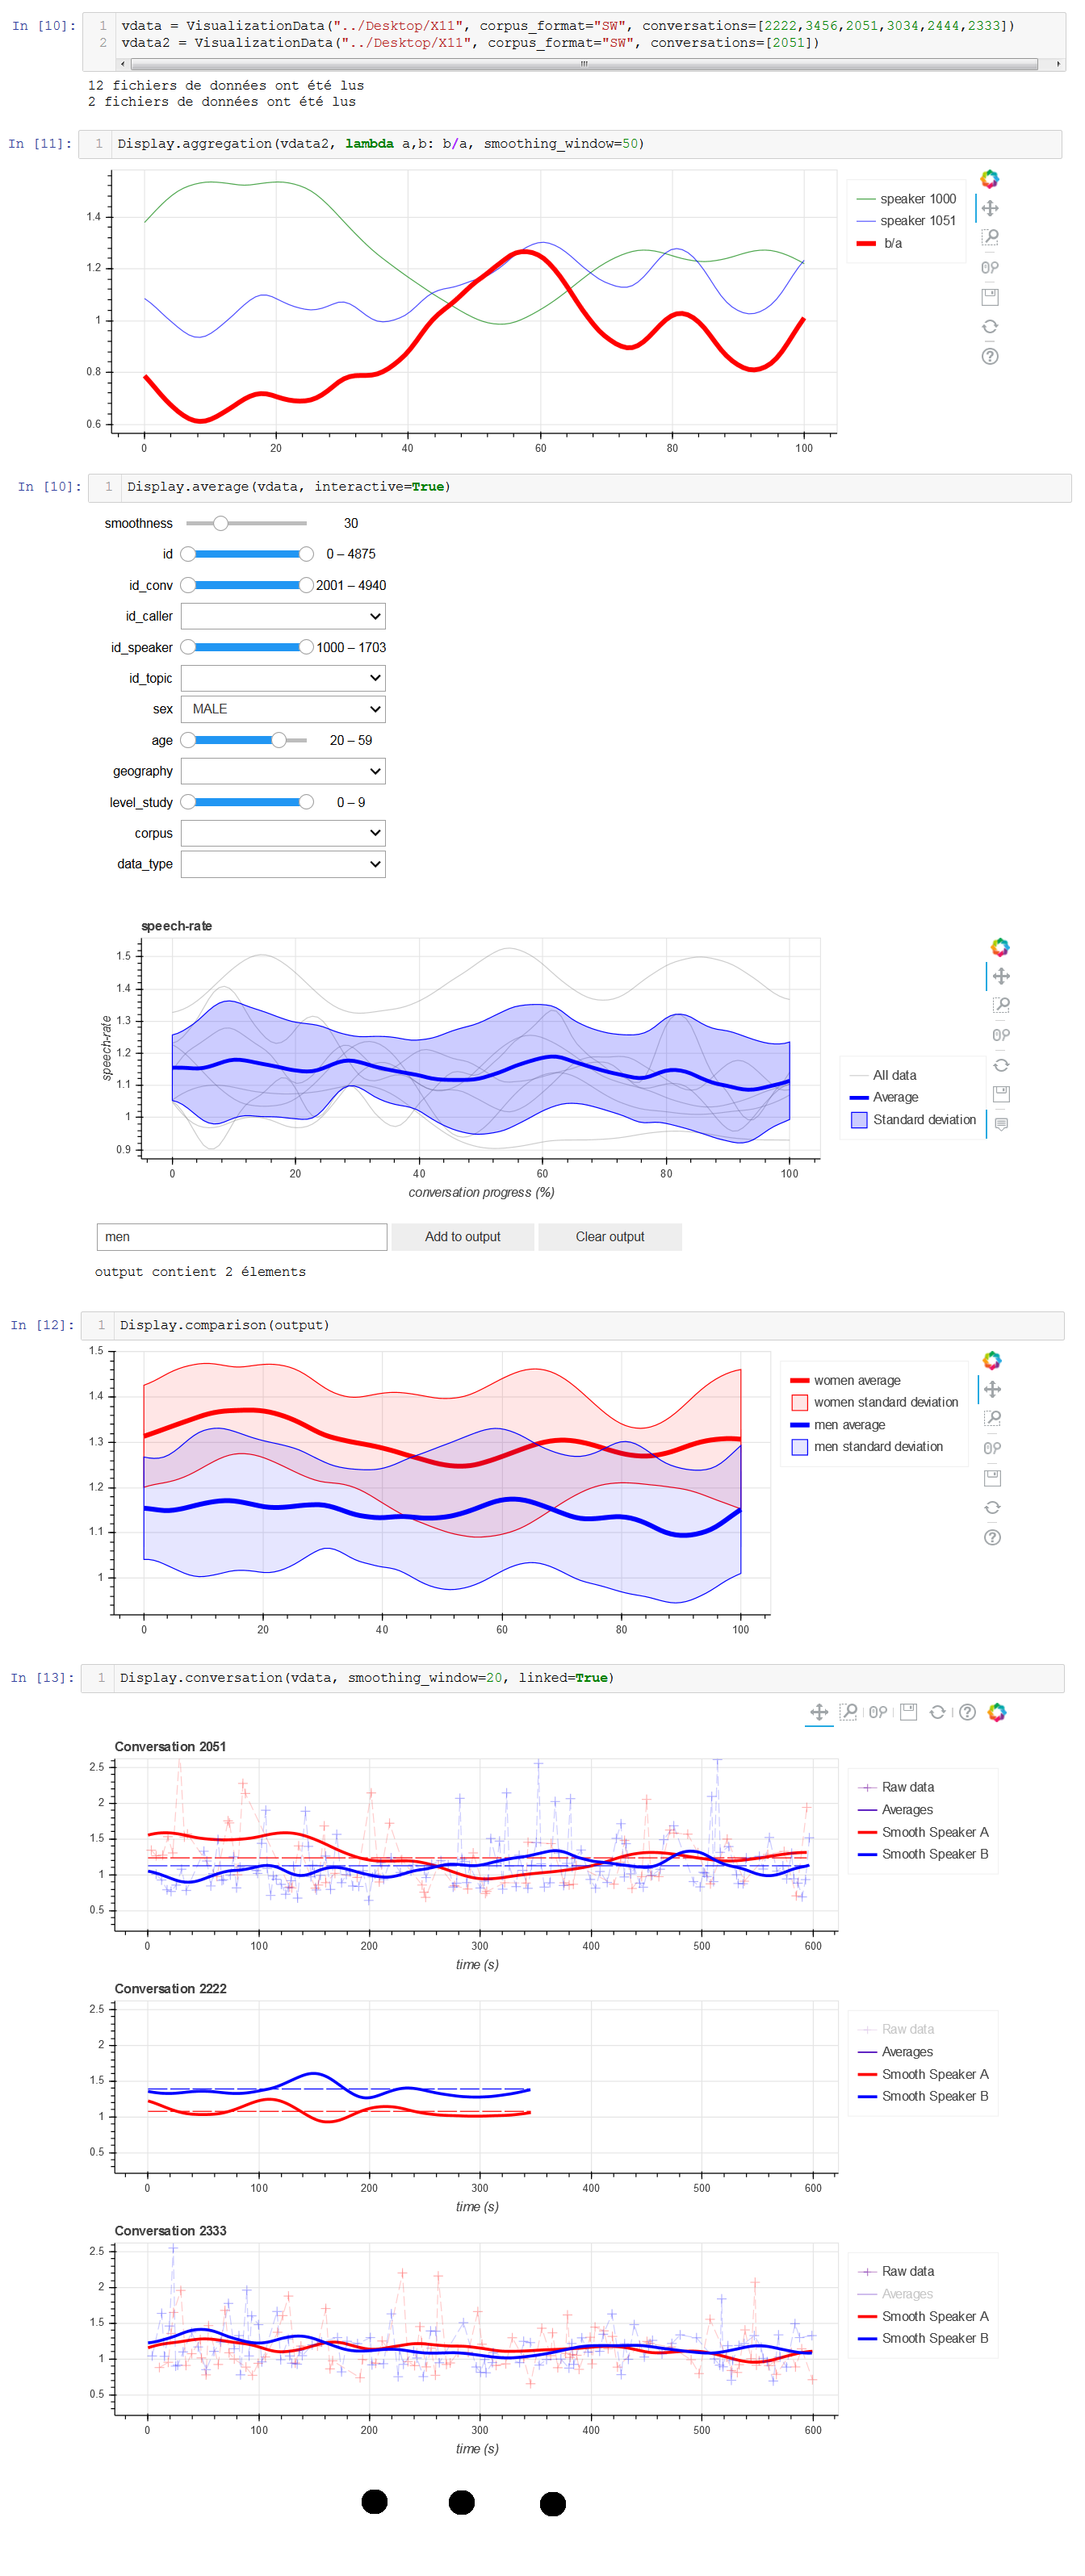 In [10]:
1 vdata = VisualizationData("../Desktop/X11", corpus_format="SW", conversations=[2222,3456,2051,3034,2444,2333])
2 vdata2 = VisualizationData("../Desktop/X11", corpus_format="SW", conversations=[2051])
12 fichiers de données ont été lus
2 fichiers de données ont été lus
In [11]:
1 Display.aggregation(vdata2, lambda a,b: b/a, smoothing_window=50)
1.4
1.2
1
0.8
0.6
0 20 40 60 80 100
speaker 1000
speaker 1051
b/a
In [10]:
1 Display.average(vdata, interactive=True)
smoothness 30
id 0 – 4875
id_conv 2001 – 4940
id_caller
id_speaker 1000 – 1703
id_topic
sex MALE
age 20 – 59
geography
level_study 0 – 9
corpus
data_type
speech-rate
speech-rate
1.5
1.4
1.3
1.2
1.1
1
0.9
0 20 40 60 80 100
conversation progress (%)
All data
Average
Standard deviation
men Add to output Clear output
output contient 2 élements
In [12]:
1 Display.comparison(output)
1.5
1.4
1.3
1.2
1.1
1
0 20 40 60 80 100
women average
women standard deviation
men average
men standard deviation
In [13]:
1 Display.conversation(vdata, smoothing_window=20, linked=True)
Conversation 2051
2.5
2
1.5
1
0.5
0 100 200 300 400 500 600
time (s)
Raw data
Averages
Smooth Speaker A
Smooth Speaker B
Conversation 2222
2.5
2
1.5
1
0.5
0 100 200 300 400 500 600
time (s)
Raw data
Averages
Smooth Speaker A
Smooth Speaker B
Conversation 2333
2.5
2
1.5
1
0.5
0 100 200 300 400 500 600
time (s)
Raw data
Averages
Smooth Speaker A
Smooth Speaker B